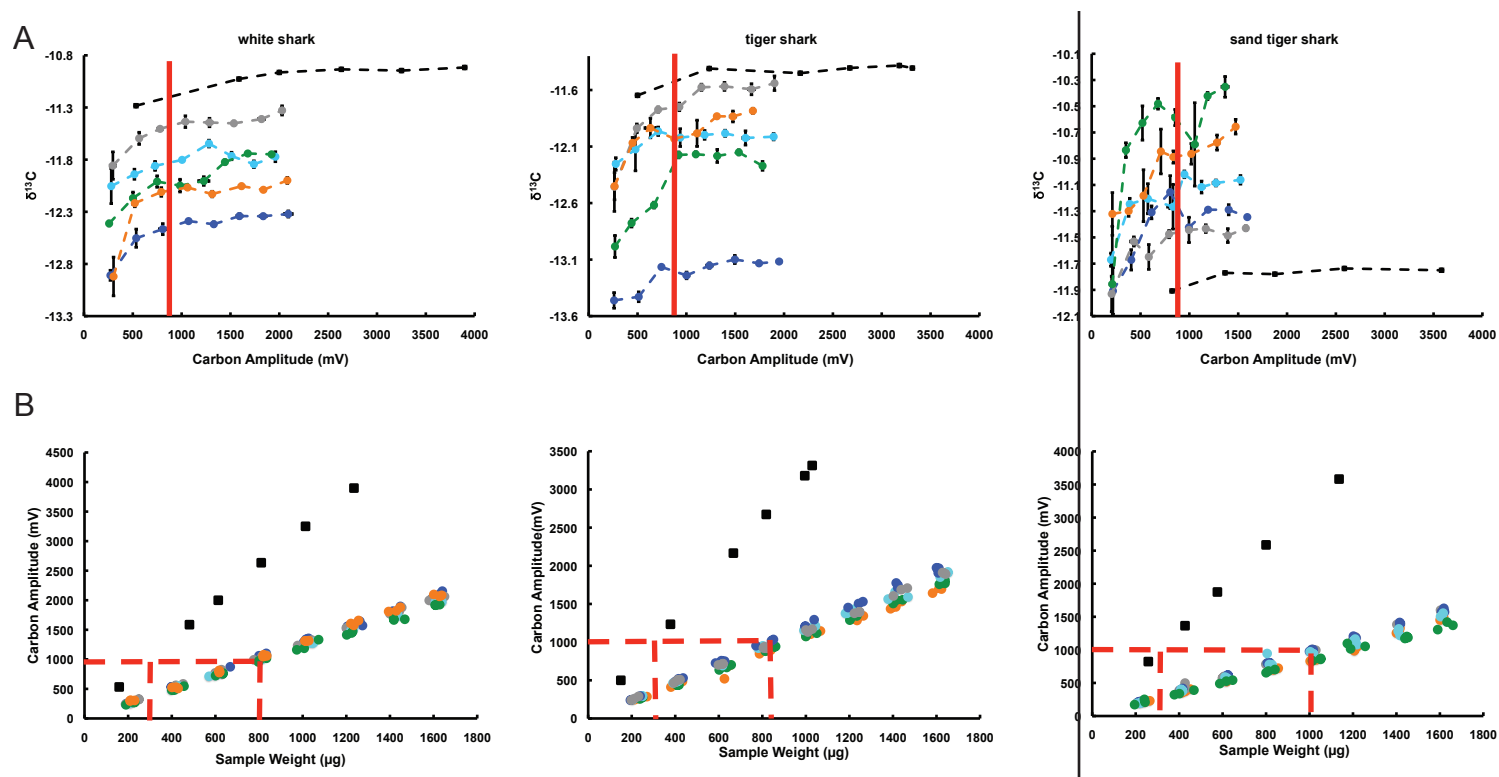 A
white shark
tiger shark
sand tiger shark
δ¹³C
-10.8
-11.3
-11.8
-12.3
-12.8
-13.3
0 500 1000 1500 2000 2500 3000 3500 4000
Carbon Amplitude (mV)
δ¹³C
-11.6
-12.1
-12.6
-13.1
-13.6
0 500 1000 1500 2000 2500 3000 3500 4000
Carbon Amplitude (mV)
δ¹³C
-10.1
-10.3
-10.5
-10.7
-10.9
-11.1
-11.3
-11.5
-11.7
-11.9
-12.1
0 1000 2000 3000 4000
Carbon Amplitude (mV)
B
Carbon Amplitude (mV)
4500
4000
3500
3000
2500
2000
1500
1000
500
0
0 200 400 600 800 1000 1200 1400 1600 1800
Sample Weight (µg)
Carbon Amplitude(mV)
3500
3000
2500
2000
1500
1000
500
0
0 200 400 600 800 1000 1200 1400 1600 1800
Sample Weight (µg)
Carbon Amplitude (mV)
4000
3500
3000
2500
2000
1500
1000
500
0
0 200 400 600 800 1000 1200 1400 1600 1800
Sample Weight (µg)